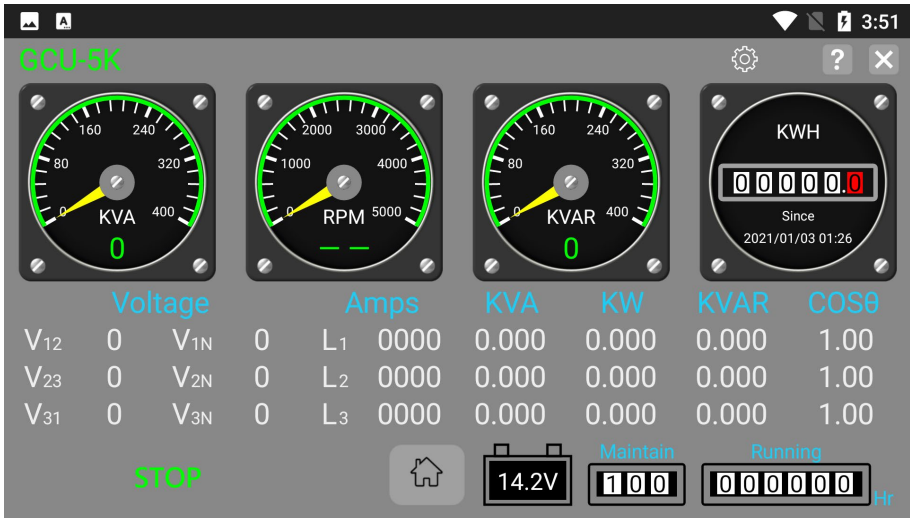 A
3:51
GCU-5K
?
160 240
80 320
0 400
KVA
0
2000 3000
1000 4000
0 5000
RPM
– –
160 240
80 320
0 400
KVAR
0
KWH
00000.0
Since
2021/01/03 01:26
Voltage Amps KVA KW KVAR COSθ
V12 0 V1N 0 L1 0000 0.000 0.000 0.000 1.00
V23 0 V2N 0 L2 0000 0.000 0.000 0.000 1.00
V31 0 V3N 0 L3 0000 0.000 0.000 0.000 1.00
STOP
14.2V
Maintain
100
Running
000000
Hr